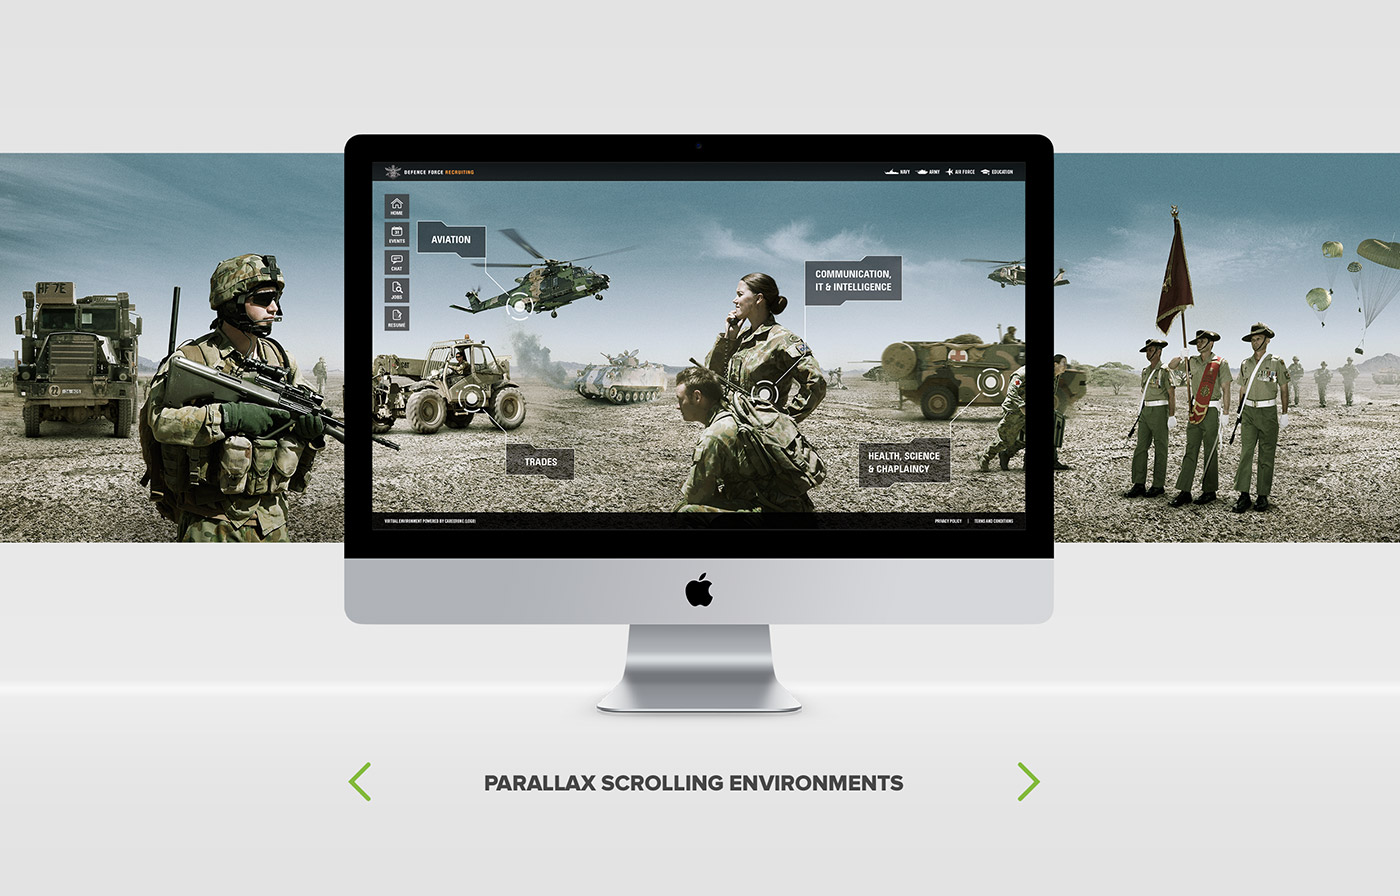 DEFENCE FORCE RECRUITING
NAVY
ARMY
AIR FORCE
EDUCATION
HOME
EVENTS
CHAT
JOBS
RESUME
AVIATION
COMMUNICATION,
IT & INTELLIGENCE
TRADES
HEALTH, SCIENCE
& CHAPLAINCY
VIRTUAL ENVIRONMENT POWERED BY CAREERSINC (LOGO)
PRIVACY POLICY | TERMS AND CONDITIONS
PARALLAX SCROLLING ENVIRONMENTS